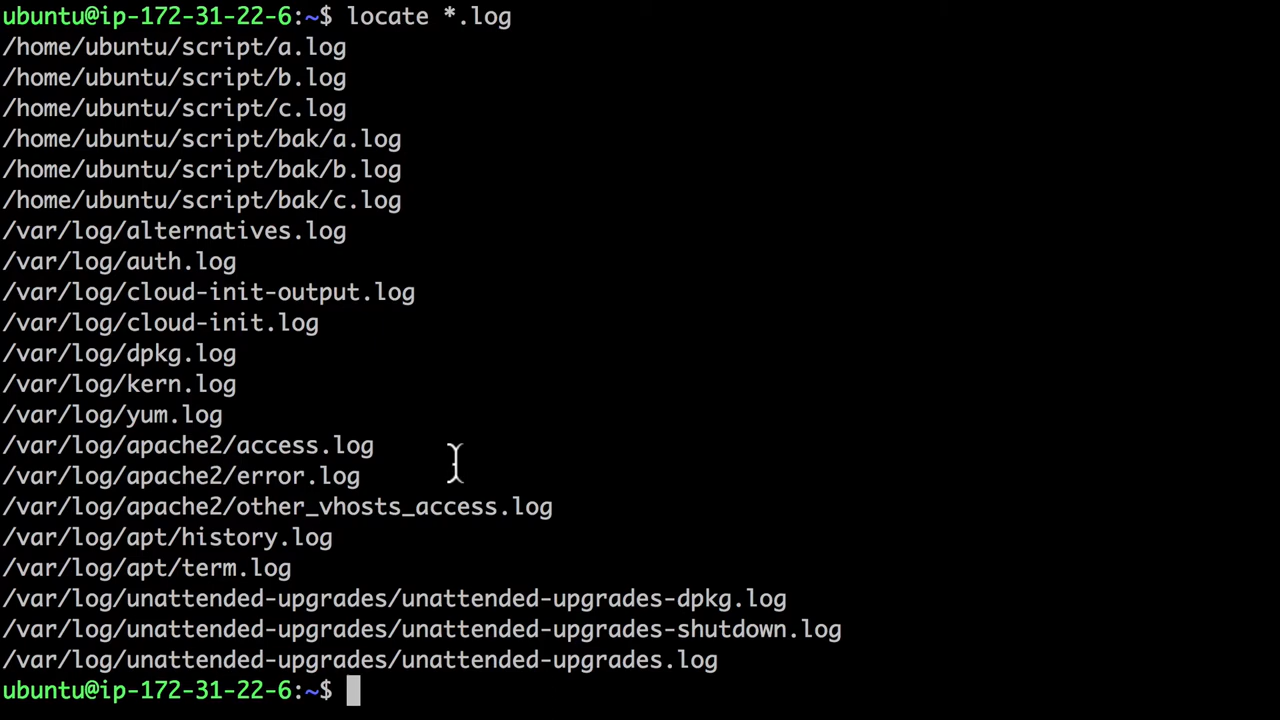 ubuntu@ip-172-31-22-6:~$ locate *.log
/home/ubuntu/script/a.log
/home/ubuntu/script/b.log
/home/ubuntu/script/c.log
/home/ubuntu/script/bak/a.log
/home/ubuntu/script/bak/b.log
/home/ubuntu/script/bak/c.log
/var/log/alternatives.log
/var/log/auth.log
/var/log/cloud-init-output.log
/var/log/cloud-init.log
/var/log/dpkg.log
/var/log/kern.log
/var/log/yum.log
/var/log/apache2/access.log
/var/log/apache2/error.log
/var/log/apache2/other_vhosts_access.log
/var/log/apt/history.log
/var/log/apt/term.log
/var/log/unattended-upgrades/unattended-upgrades-dpkg.log
/var/log/unattended-upgrades/unattended-upgrades-shutdown.log
/var/log/unattended-upgrades/unattended-upgrades.log
ubuntu@ip-172-31-22-6:~$